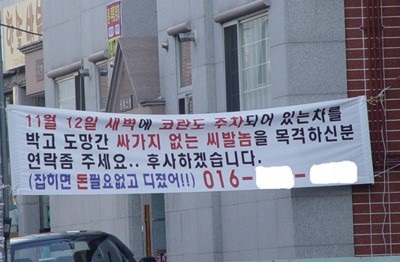 11월 12일 새벽에 코란도 주차되어 있는차를
박고 도망간 싸가지 없는 씨발놈을 목격하신분
연락좀 주세요.. 후사하겠습니다.
(잡히면 돈필요없고 디졌어!!) 016-      -